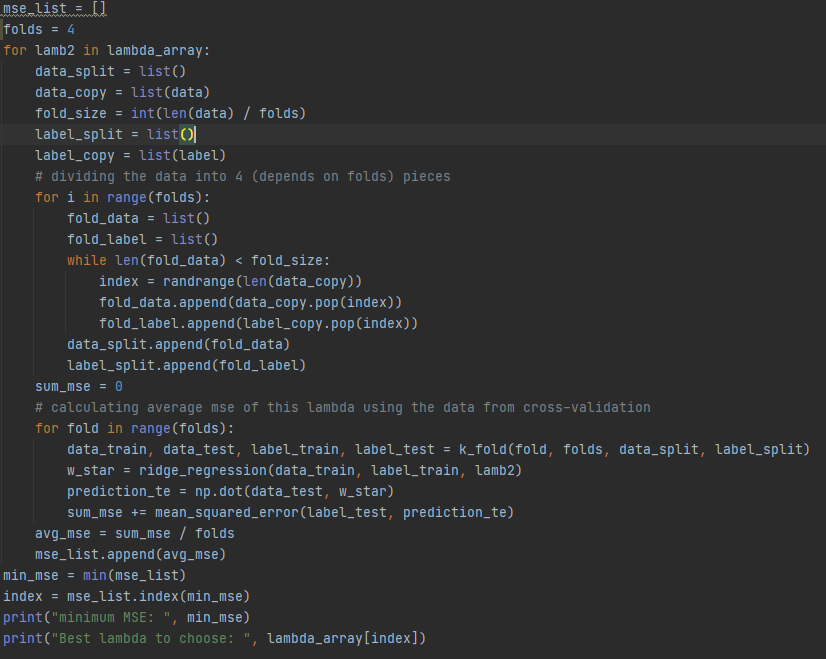 mse_list = []
folds = 4
for lamb2 in lambda_array:
    data_split = list()
    data_copy = list(data)
    fold_size = int(len(data) / folds)
    label_split = list()
    label_copy = list(label)
    # dividing the data into 4 (depends on folds) pieces
    for i in range(folds):
        fold_data = list()
        fold_label = list()
        while len(fold_data) < fold_size:
            index = randrange(len(data_copy))
            fold_data.append(data_copy.pop(index))
            fold_label.append(label_copy.pop(index))
        data_split.append(fold_data)
        label_split.append(fold_label)
    sum_mse = 0
    # calculating average mse of this lambda using the data from cross-validation
    for fold in range(folds):
        data_train, data_test, label_train, label_test = k_fold(fold, folds, data_split, label_split)
        w_star = ridge_regression(data_train, label_train, lamb2)
        prediction_te = np.dot(data_test, w_star)
        sum_mse += mean_squared_error(label_test, prediction_te)
    avg_mse = sum_mse / folds
    mse_list.append(avg_mse)
min_mse = min(mse_list)
index = mse_list.index(min_mse)
print("minimum MSE: ", min_mse)
print("Best lambda to choose: ", lambda_array[index])